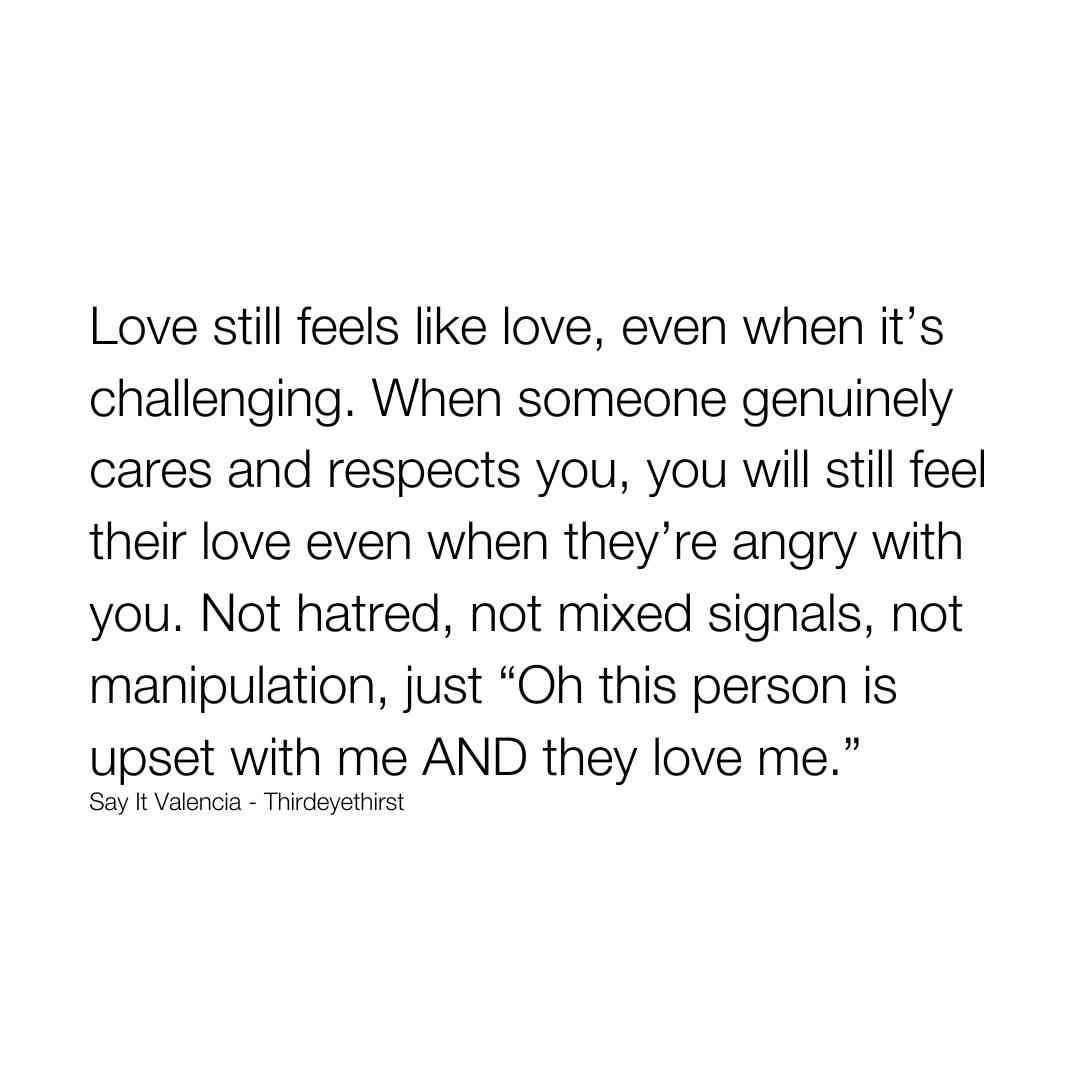 Love still feels like love, even when it’s
challenging. When someone genuinely
cares and respects you, you will still feel
their love even when they’re angry with
you. Not hatred, not mixed signals, not
manipulation, just “Oh this person is
upset with me AND they love me.”
Say It Valencia - Thirdeyethirst